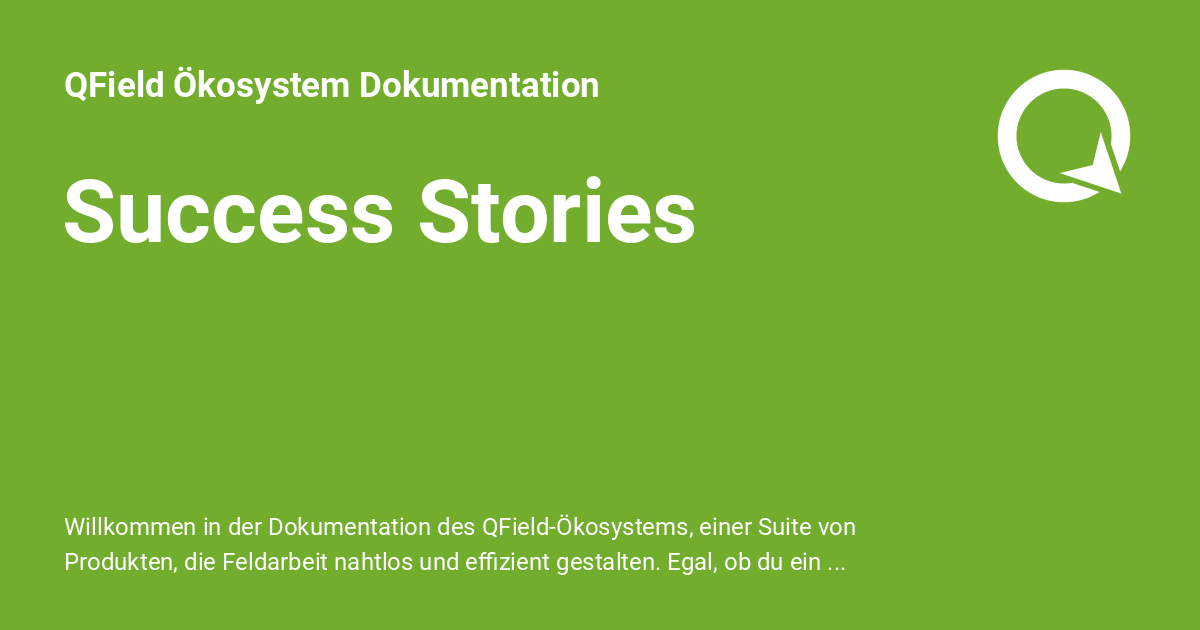 QField Ökosystem Dokumentation
Success Stories
Willkommen in der Dokumentation des QField-Ökosystems, einer Suite von
Produkten, die Feldarbeit nahtlos und effizient gestalten. Egal, ob du ein ...